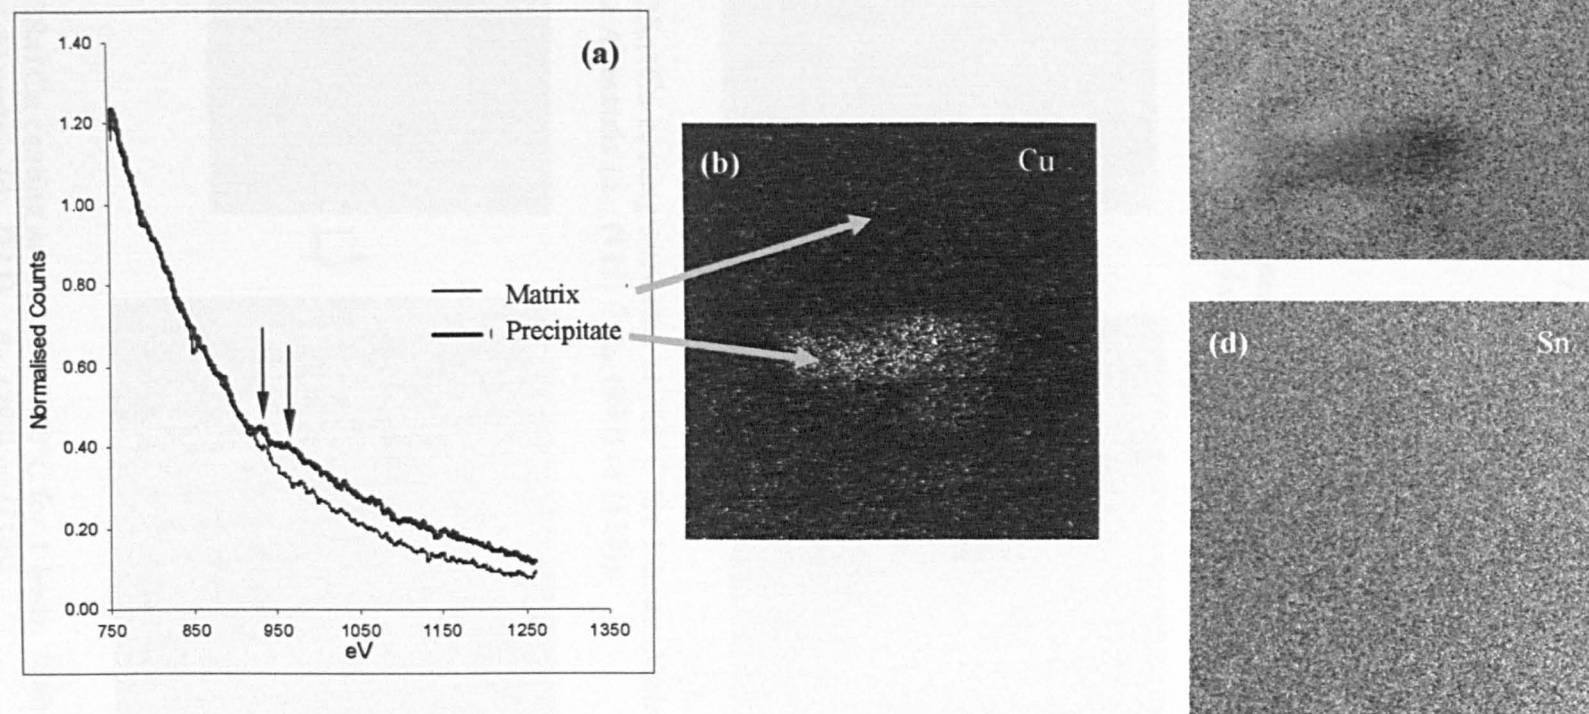 (a)
1.40
1.20
1.00
0.80
0.60
0.40
0.20
0.00
Normalised Counts
750 850 950 1050 1150 1250 1350
eV
Matrix
Precipitate
(b) Cu
(d) Sn